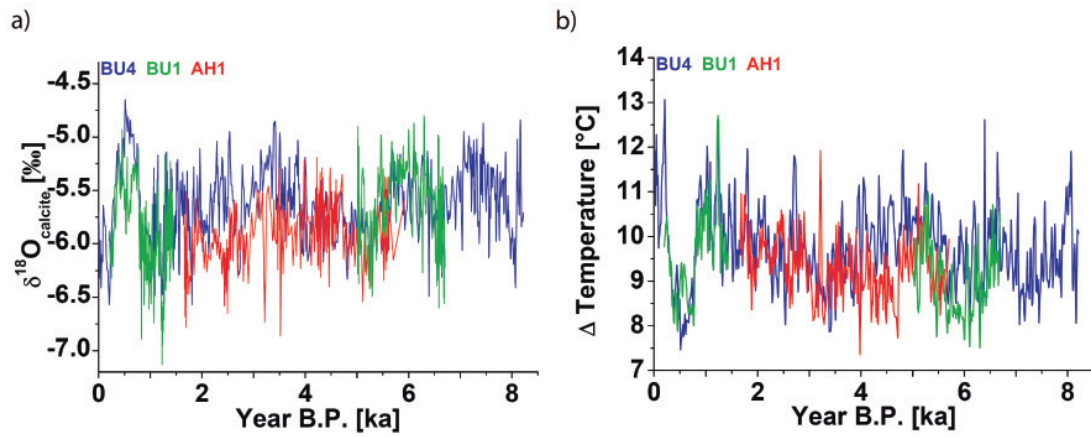 a)
BU4 BU1 AH1
δ¹⁸O calcite, [‰]
-4.5
-5.0
-5.5
-6.0
-6.5
-7.0
0 2 4 6 8
Year B.P. [ka]
b)
BU4 BU1 AH1
Δ Temperature [°C]
14
13
12
11
10
9
8
7
0 2 4 6 8
Year B.P. [ka]